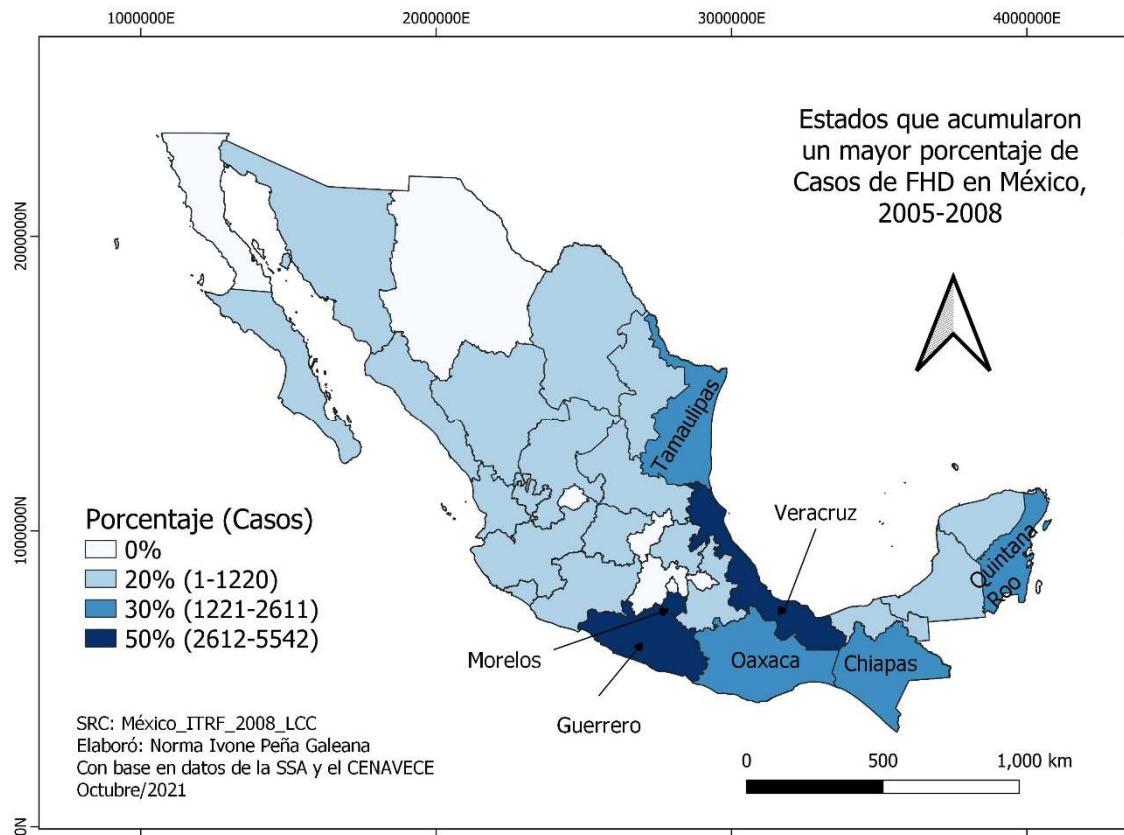 1000000E
2000000E
3000000E
4000000E
Estados que acumularon
un mayor porcentaje de
Casos de FHD en México,
2005-2008
2000000N
1000000N
0N
Tamaulipas
Veracruz
Quintana
Roo
Porcentaje (Casos)
0%
20% (1-1220)
30% (1221-2611)
50% (2612-5542)
Morelos
Oaxaca
Chiapas
Guerrero
SRC: México_ITRF_2008_LCC
Elaboró: Norma Ivone Peña Galeana
Con base en datos de la SSA y el CENAVECE
Octubre/2021
0
500
1,000 km